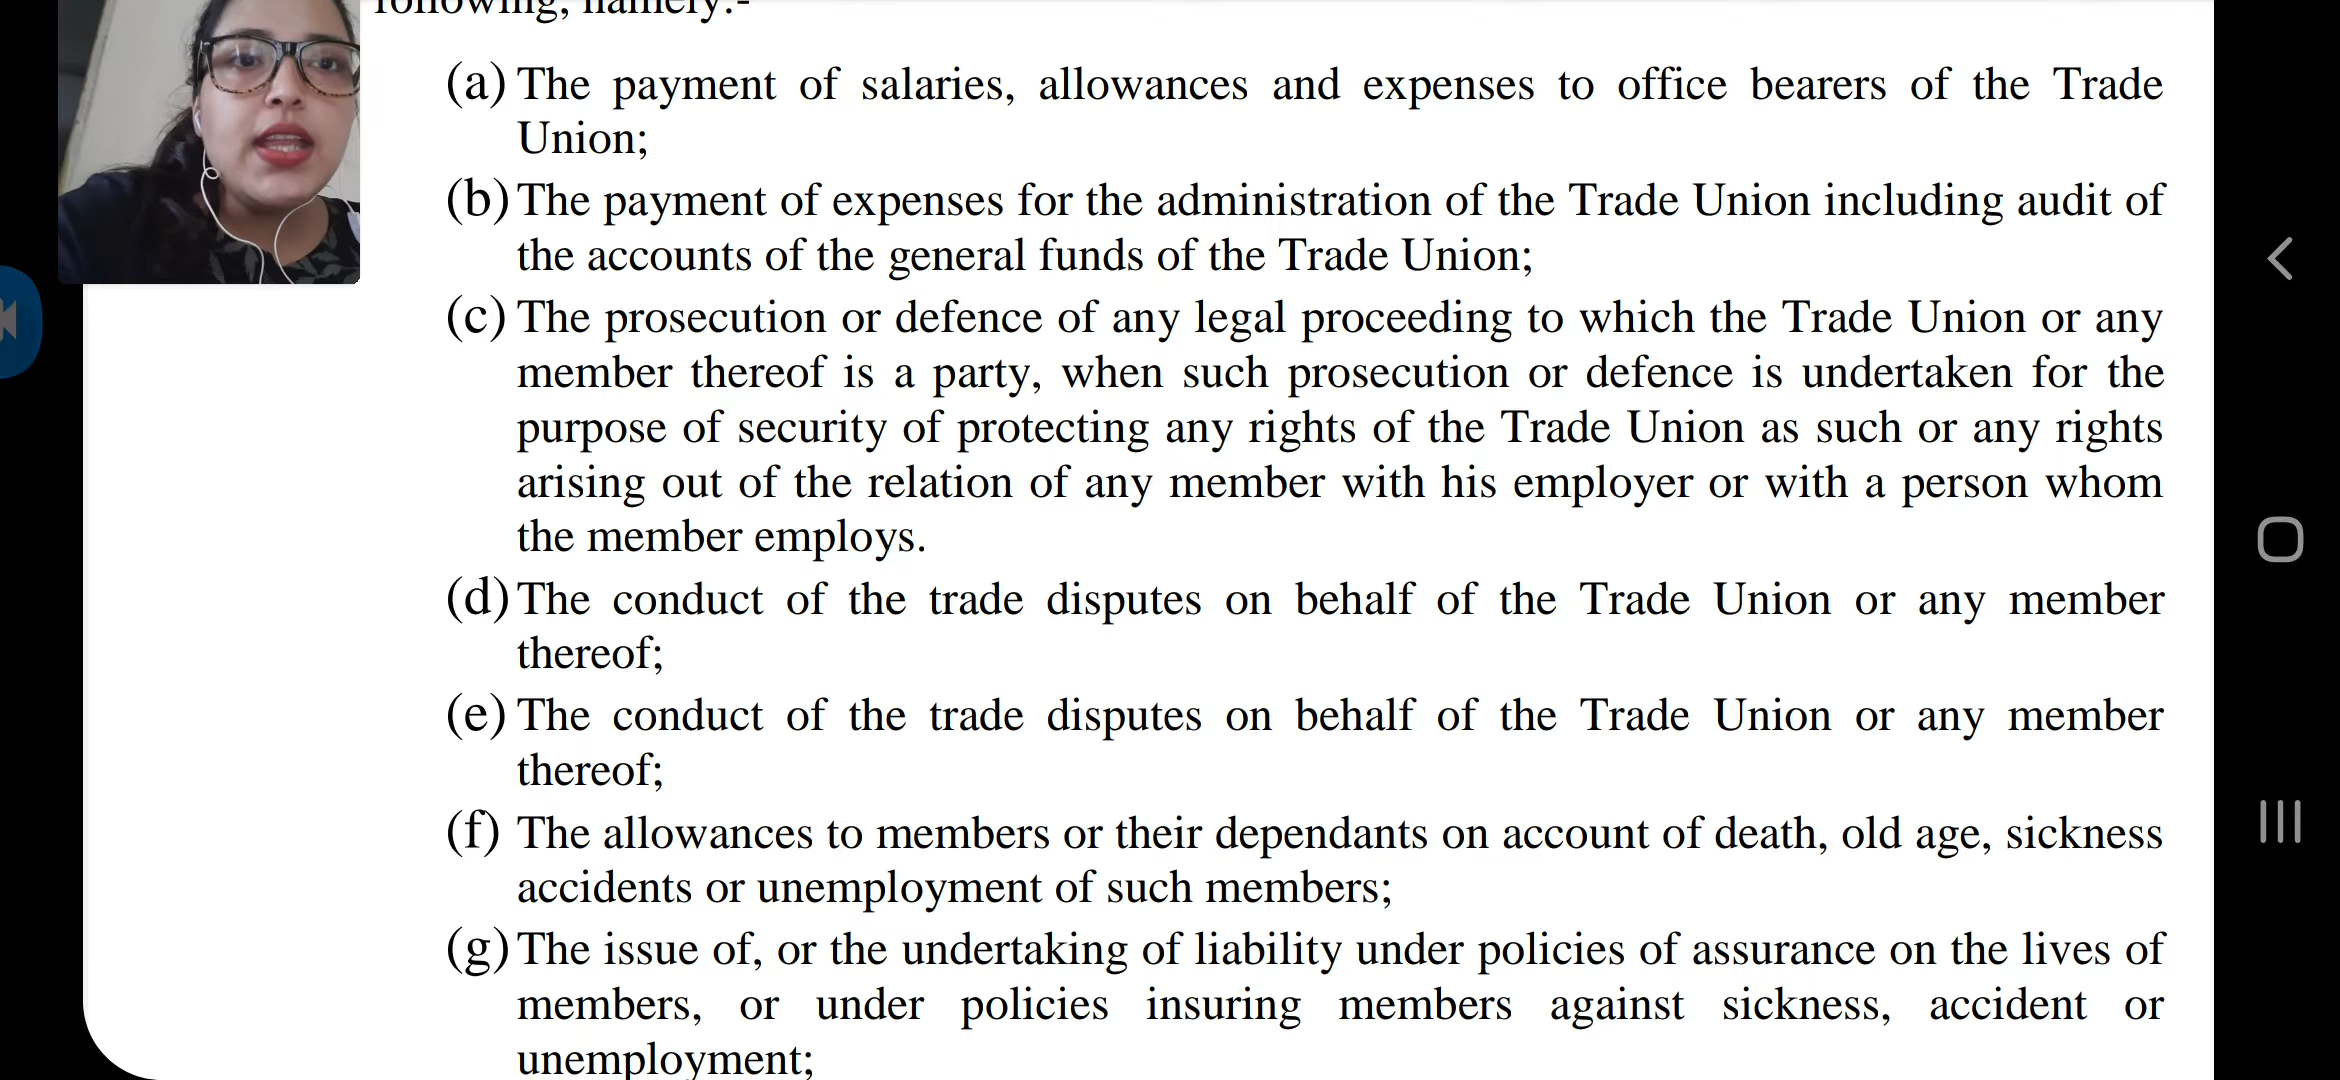 following, namely:-
(a) The payment of salaries, allowances and expenses to office bearers of the Trade
Union;
(b) The payment of expenses for the administration of the Trade Union including audit of
the accounts of the general funds of the Trade Union;
(c) The prosecution or defence of any legal proceeding to which the Trade Union or any
member thereof is a party, when such prosecution or defence is undertaken for the
purpose of security of protecting any rights of the Trade Union as such or any rights
arising out of the relation of any member with his employer or with a person whom
the member employs.
(d) The conduct of the trade disputes on behalf of the Trade Union or any member
thereof;
(e) The conduct of the trade disputes on behalf of the Trade Union or any member
thereof;
(f) The allowances to members or their dependants on account of death, old age, sickness
accidents or unemployment of such members;
(g) The issue of, or the undertaking of liability under policies of assurance on the lives of
members, or under policies insuring members against sickness, accident or
unemployment;